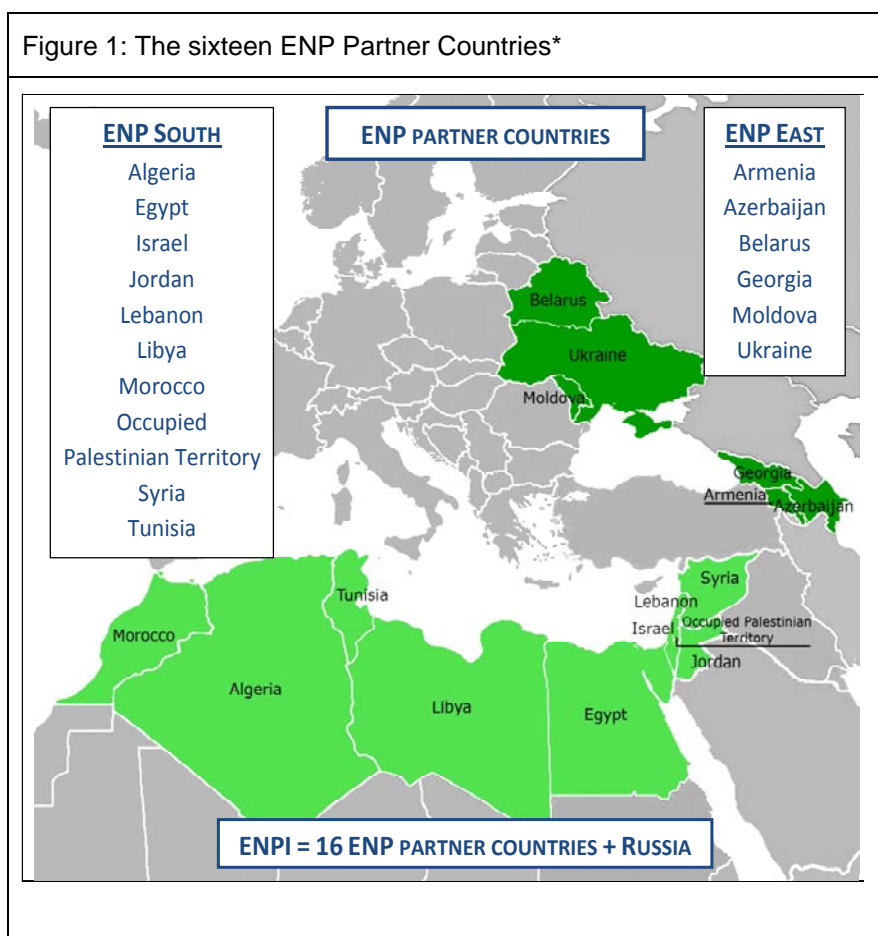 Figure 1: The sixteen ENP Partner Countries*
ENP SOUTH
Algeria
Egypt
Israel
Jordan
Lebanon
Libya
Morocco
Occupied
Palestinian Territory
Syria
Tunisia
ENP PARTNER COUNTRIES
ENP EAST
Armenia
Azerbaijan
Belarus
Georgia
Moldova
Ukraine
Belarus
Ukraine
Moldova
Georgia
Armenia
Azerbaijan
Syria
Tunisia
Lebanon
Israel
Occupied Palestinian
Territory
Morocco
Jordan
Algeria
Libya
Egypt
ENPI = 16 ENP PARTNER COUNTRIES + RUSSIA